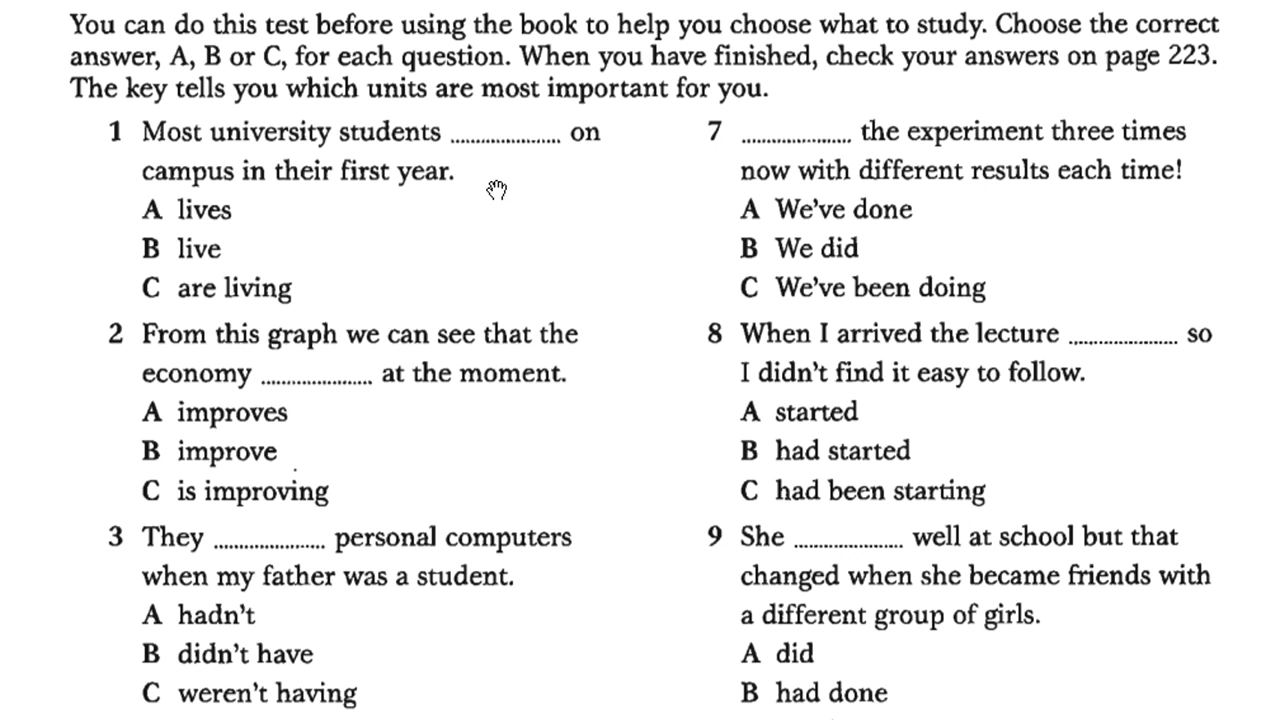 You can do this test before using the book to help you choose what to study. Choose the correct
answer, A, B or C, for each question. When you have finished, check your answers on page 223.
The key tells you which units are most important for you.
1 Most university students ..................... on
campus in their first year.
A lives
B live
C are living
2 From this graph we can see that the
economy ..................... at the moment.
A improves
B improve
C is improving
3 They ..................... personal computers
when my father was a student.
A hadn't
B didn't have
C weren't having
7 ..................... the experiment three times
now with different results each time!
A We've done
B We did
C We've been doing
8 When I arrived the lecture ..................... so
I didn't find it easy to follow.
A started
B had started
C had been starting
9 She ..................... well at school but that
changed when she became friends with
a different group of girls.
A did
B had done